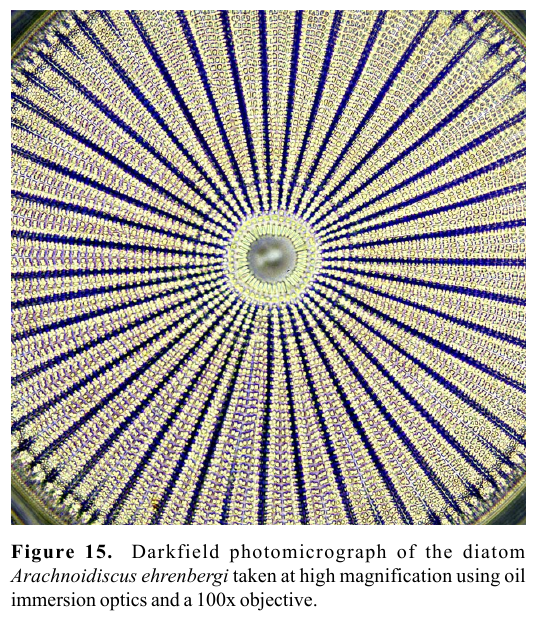 Figure 15. Darkfield photomicrograph of the diatom
Arachnoidiscus ehrenbergi taken at high magnification using oil
immersion optics and a 100x objective.